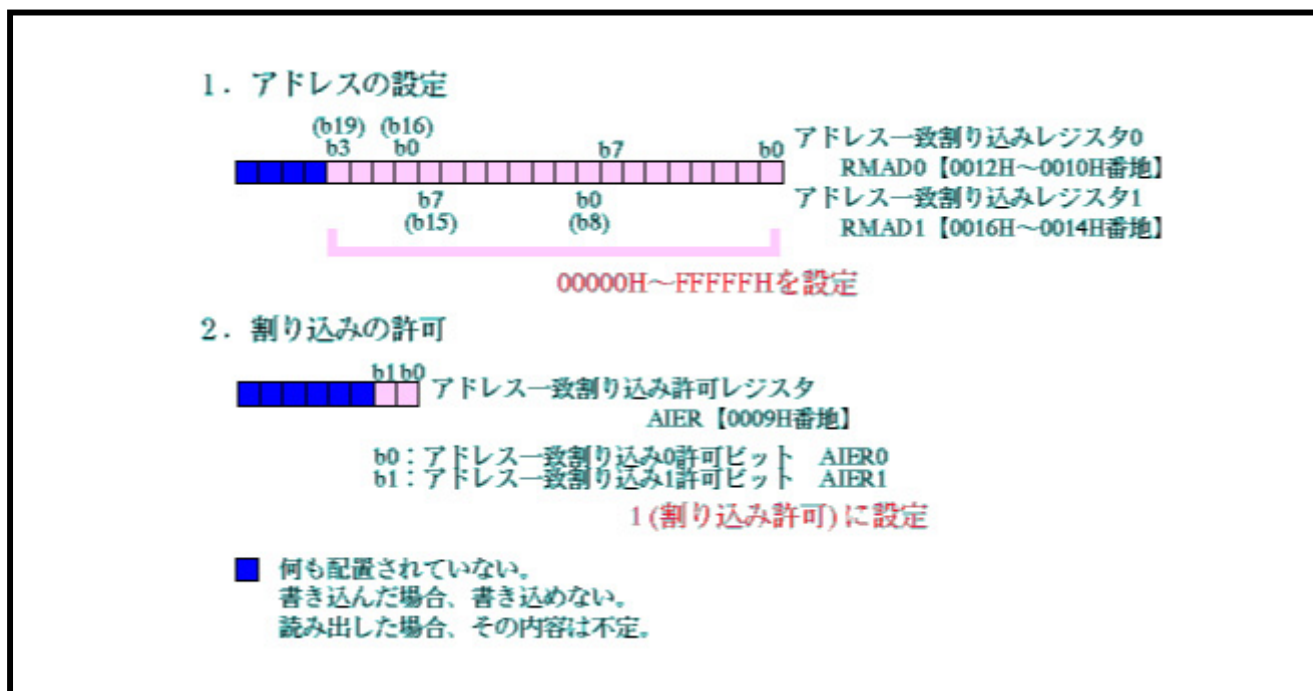 1. アドレスの設定
(b19) (b16)
b3 b0 b7 b0
アドレス一致割り込みレジスタ0
RMAD0【0012H～0010H番地】
b7 b0
(b15) (b8)
アドレス一致割り込みレジスタ1
RMAD1【0016H～0014H番地】
00000H～FFFFFHを設定
2. 割り込みの許可
b1b0
アドレス一致割り込み許可レジスタ
AIER【0009H番地】
b0：アドレス一致割り込み0許可ビット AIER0
b1：アドレス一致割り込み1許可ビット AIER1
1(割り込み許可)に設定
何も配置されていない。
書き込んだ場合、書き込めない。
読み出した場合、その内容は不定。